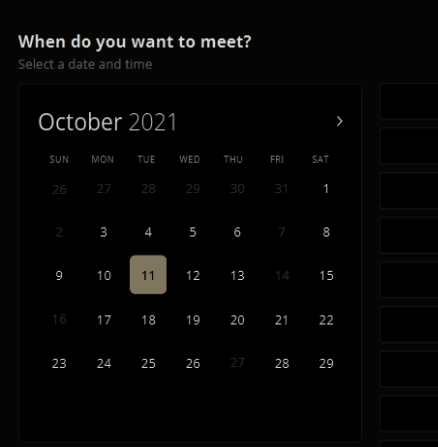 When do you want to meet?
Select a date and time
October 2021 >
SUN MON TUE WED THU FRI SAT
26 27 28 29 30 31 1
2 3 4 5 6 7 8
9 10 11 12 13 14 15
16 17 18 19 20 21 22
23 24 25 26 27 28 29